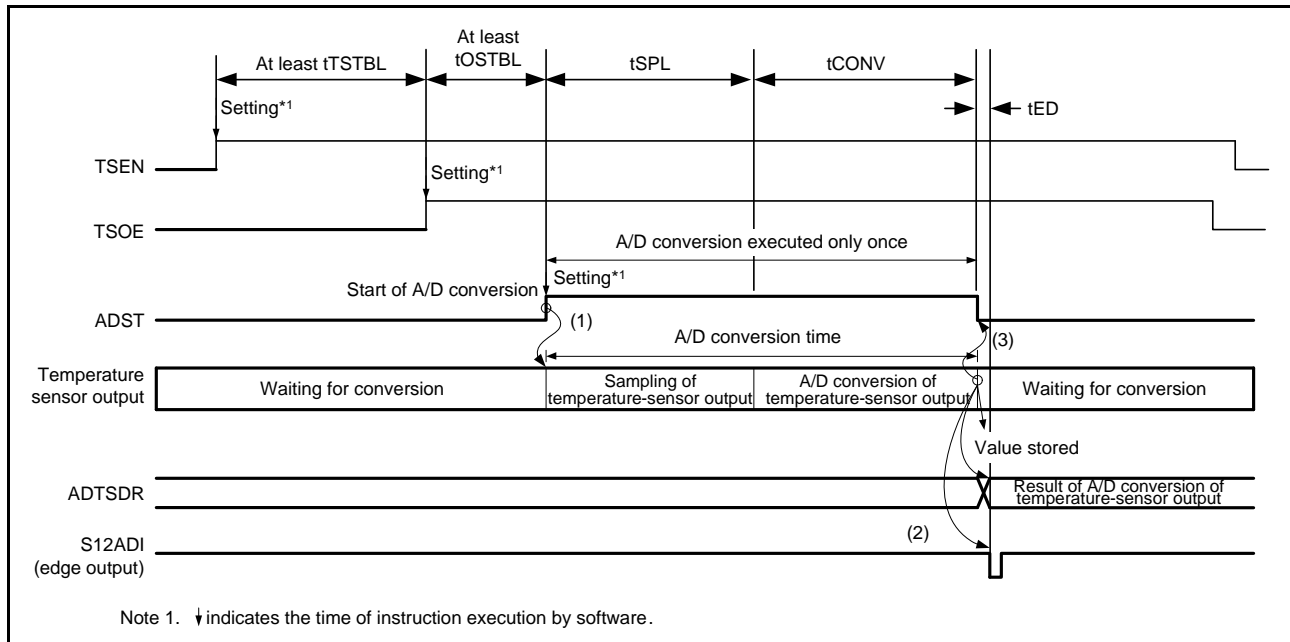 At least tTSTBL
At least
tOSTBL
tSPL
tCONV
tED
Setting*1
TSEN
Setting*1
TSOE
A/D conversion executed only once
Setting*1
Start of A/D conversion
ADST
(1)
A/D conversion time
(3)
Temperature
sensor output
Waiting for conversion
Sampling of
temperature-sensor output
A/D conversion of
temperature-sensor output
Waiting for conversion
Value stored
ADTSDR
Result of A/D conversion of
temperature-sensor output
(2)
S12ADI
(edge output)
Note 1. ↓ indicates the time of instruction execution by software.